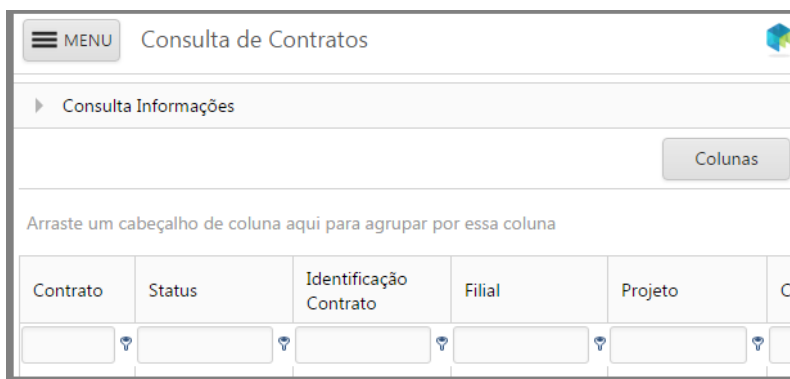 MENU Consulta de Contratos
Consulta Informações
Colunas
Arraste um cabeçalho de coluna aqui para agrupar por essa coluna
Contrato Status Identificação Contrato Filial Projeto C